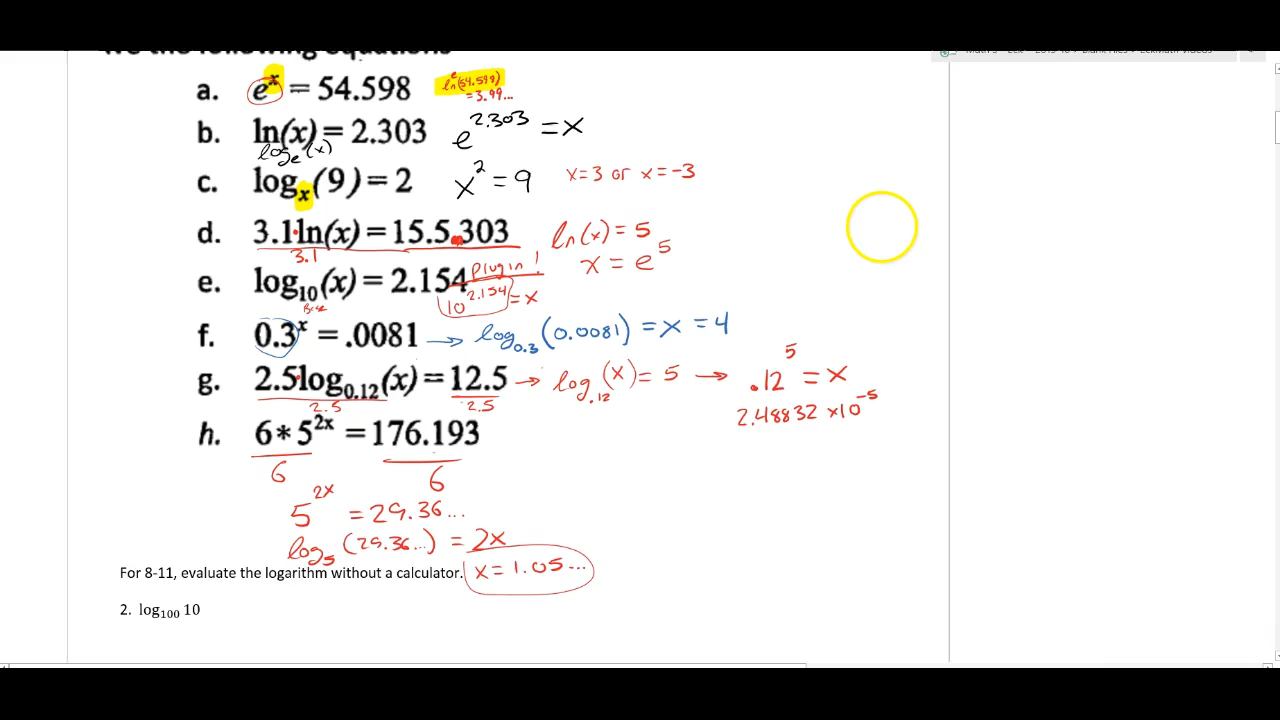 a. e^x = 54.598 ln(54.598) = 3.99...
b. ln(x) = 2.303 e^2.303 = x
log_e(x)
c. log_x(9) = 2 x^2 = 9 x=3 or x=-3
d. 3.1 ln(x) = 15.5.303 ln(x) = 5
3.1 x = e^5
e. log_10(x) = 2.154 plug in!
Base 10^2.154 = x
f. 0.3^x = .0081 → log_0.3(0.0081) = x = 4
g. 2.5log_0.12(x) = 12.5 → log_.12(x) = 5 → .12^5 = x
2.5 2.5 2.48832 x10^-5
h. 6 * 5^2x = 176.193
6 6
5^2x = 29.36...
log_5(29.36...) = 2x
x = 1.05...
For 8-11, evaluate the logarithm without a calculator.
2. log_100 10